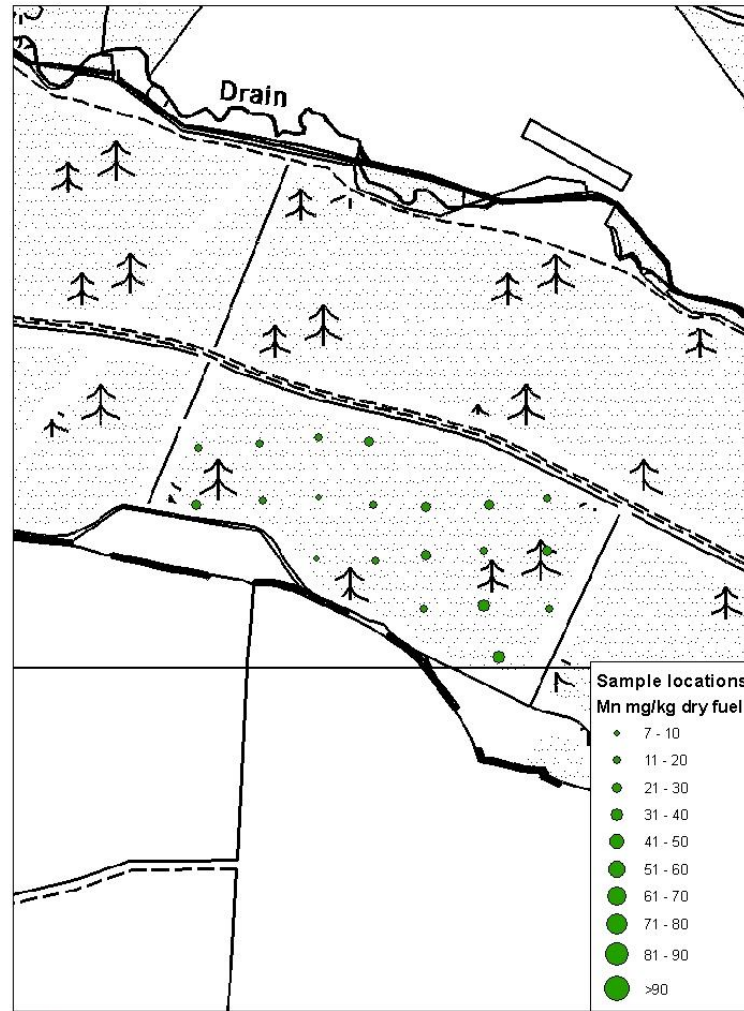 Drain
Sample locations
Mn mg/kg dry fuel
7 - 10
11 - 20
21 - 30
31 - 40
41 - 50
51 - 60
61 - 70
71 - 80
81 - 90
>90